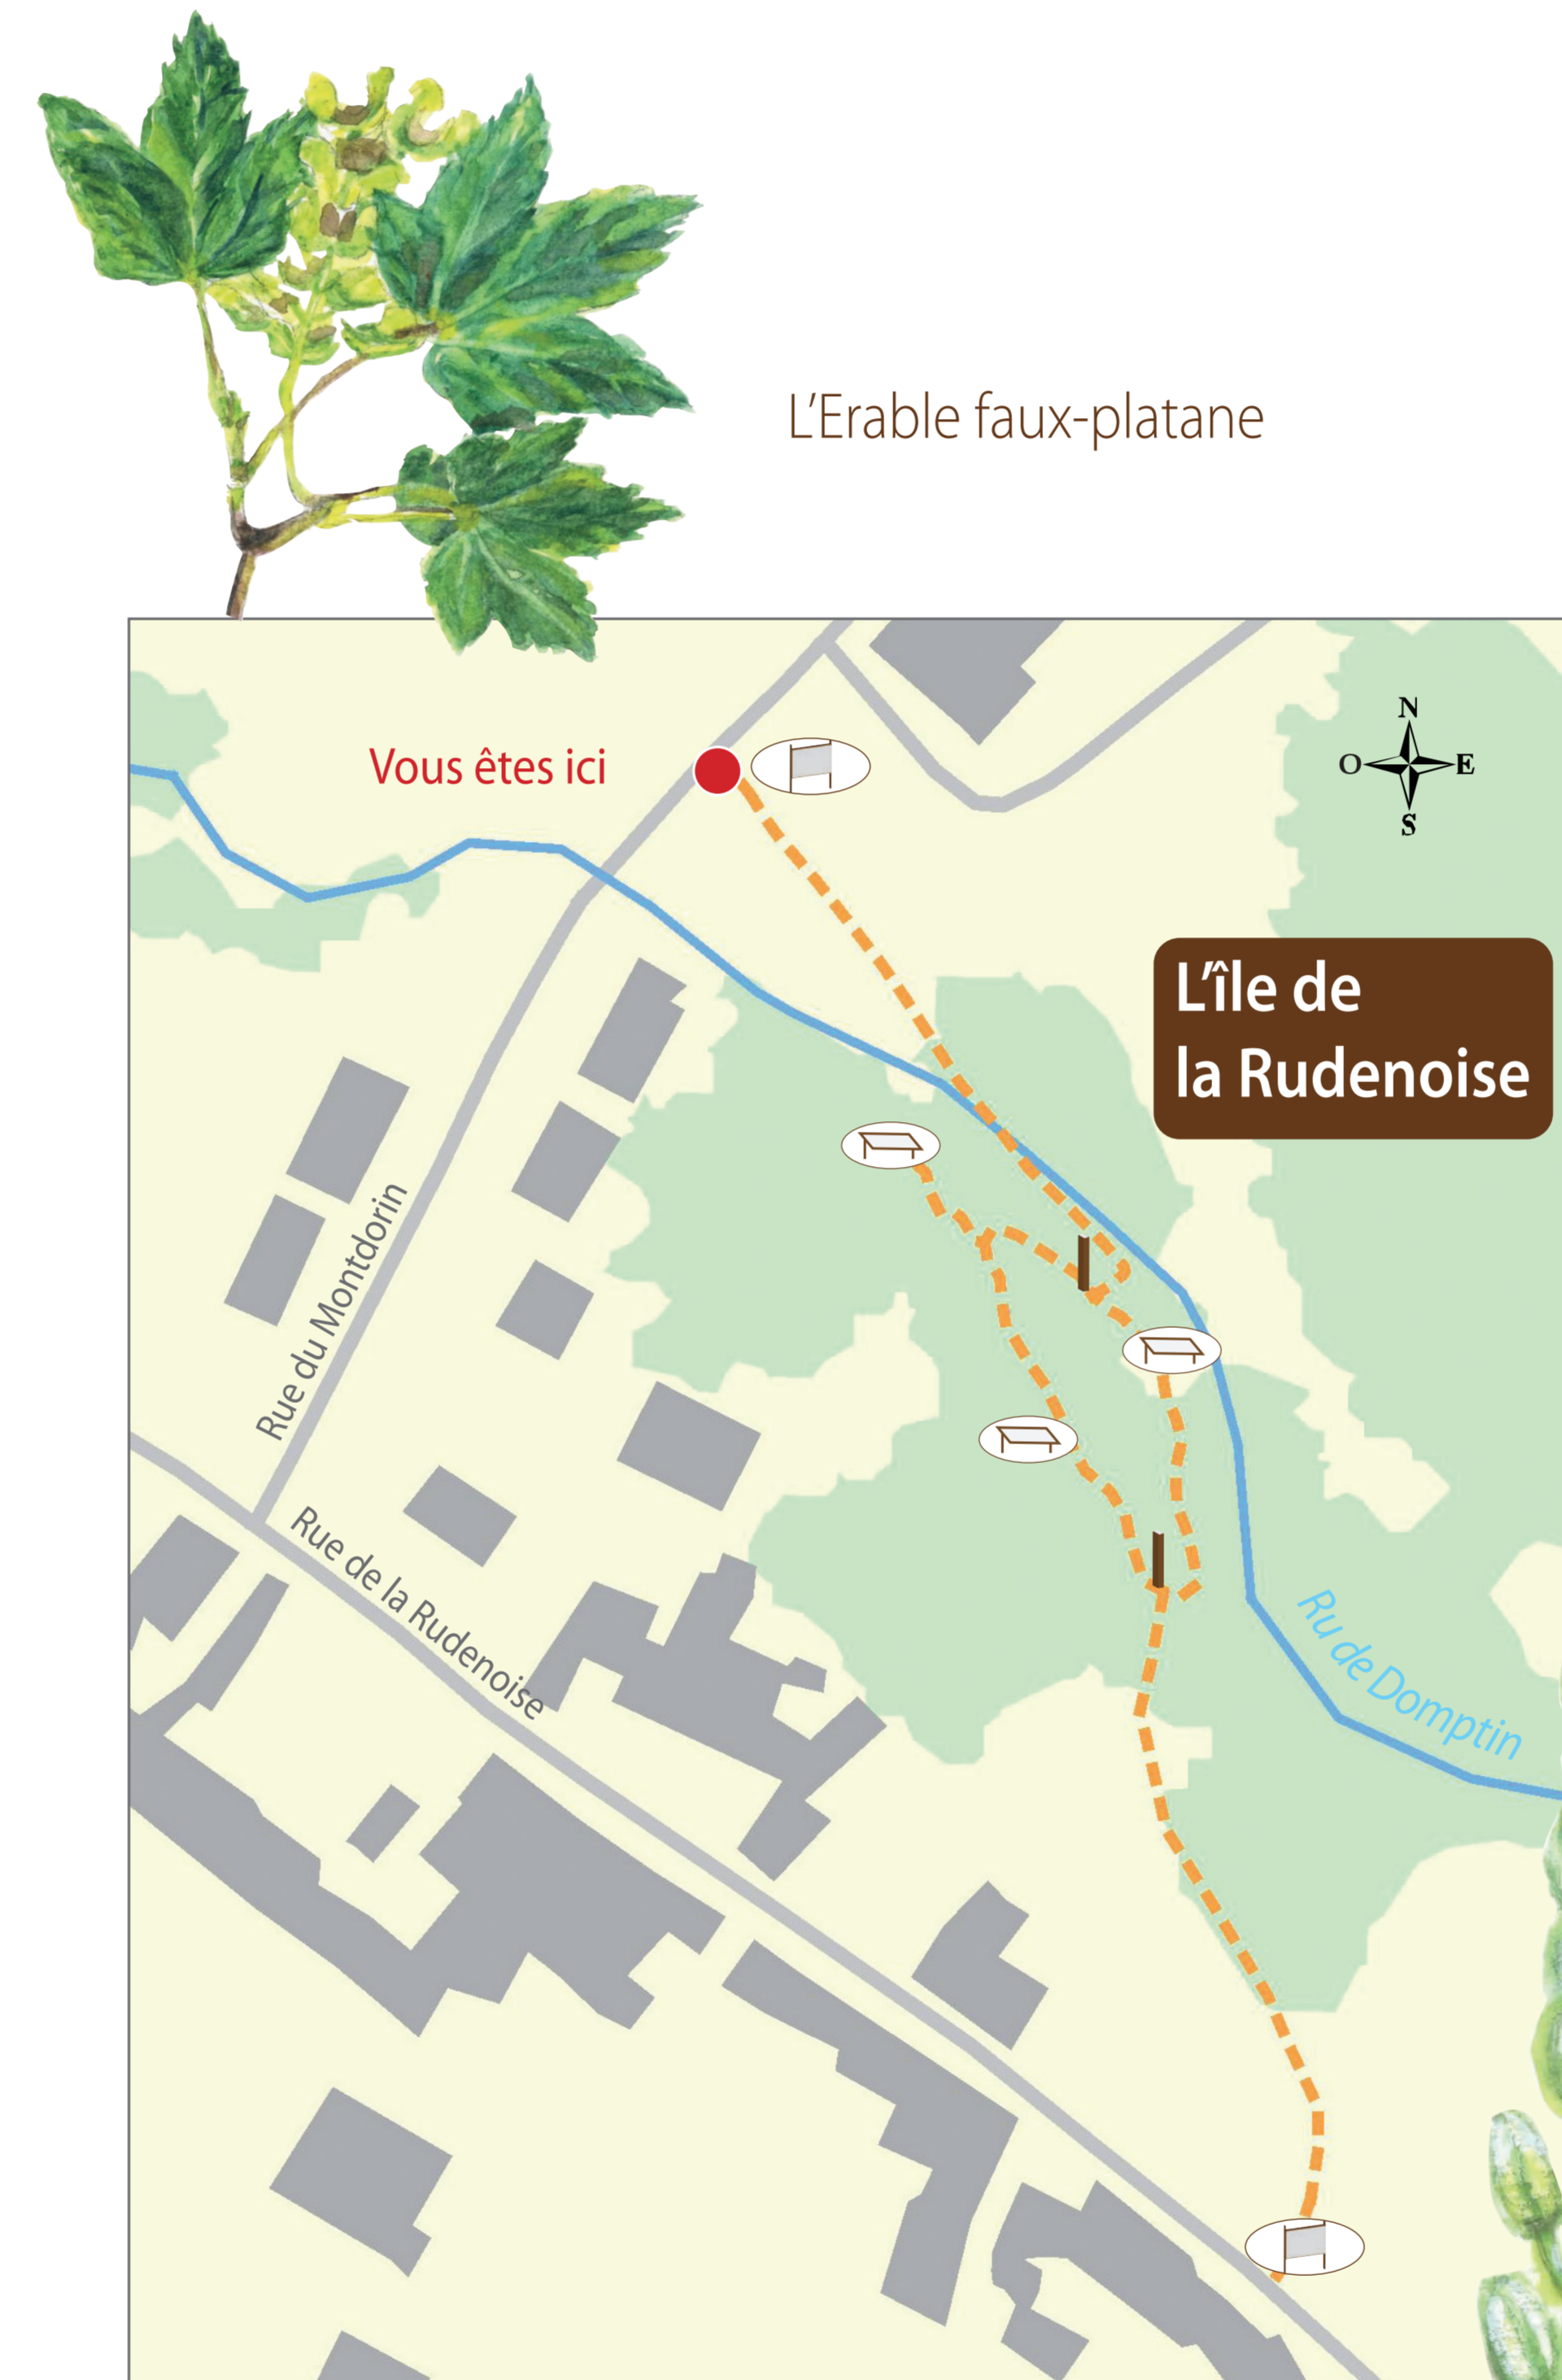 L'Erable faux-platane
Vous êtes ici
N
O
E
S
L'île de
la Rudenoise
Rue du Montdorin
Rue de la Rudenoise
Ru de Domptin